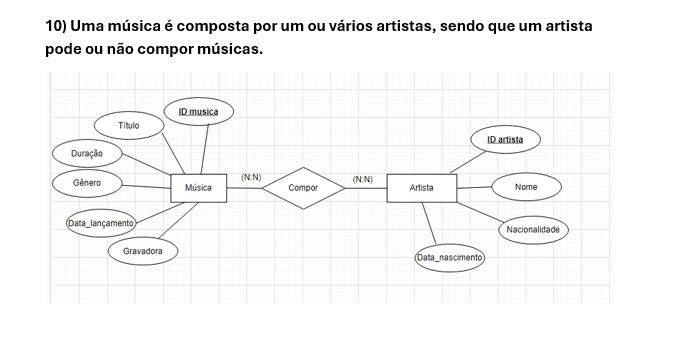 10) Uma música é composta por um ou vários artistas, sendo que um artista
pode ou não compor músicas.
ID musica
Título
Duração
Gênero
Data_lançamento
Gravadora
Música
(N:N)
Compor
(N:N)
Artista
ID artista
Nome
Nacionalidade
Data_nascimento